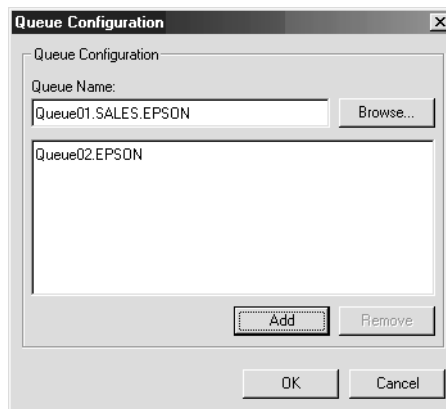 Queue Configuration
Queue Configuration
Queue Name:
Queue01.SALES.EPSON
Browse...
Queue02.EPSON
Add
Remove
OK
Cancel